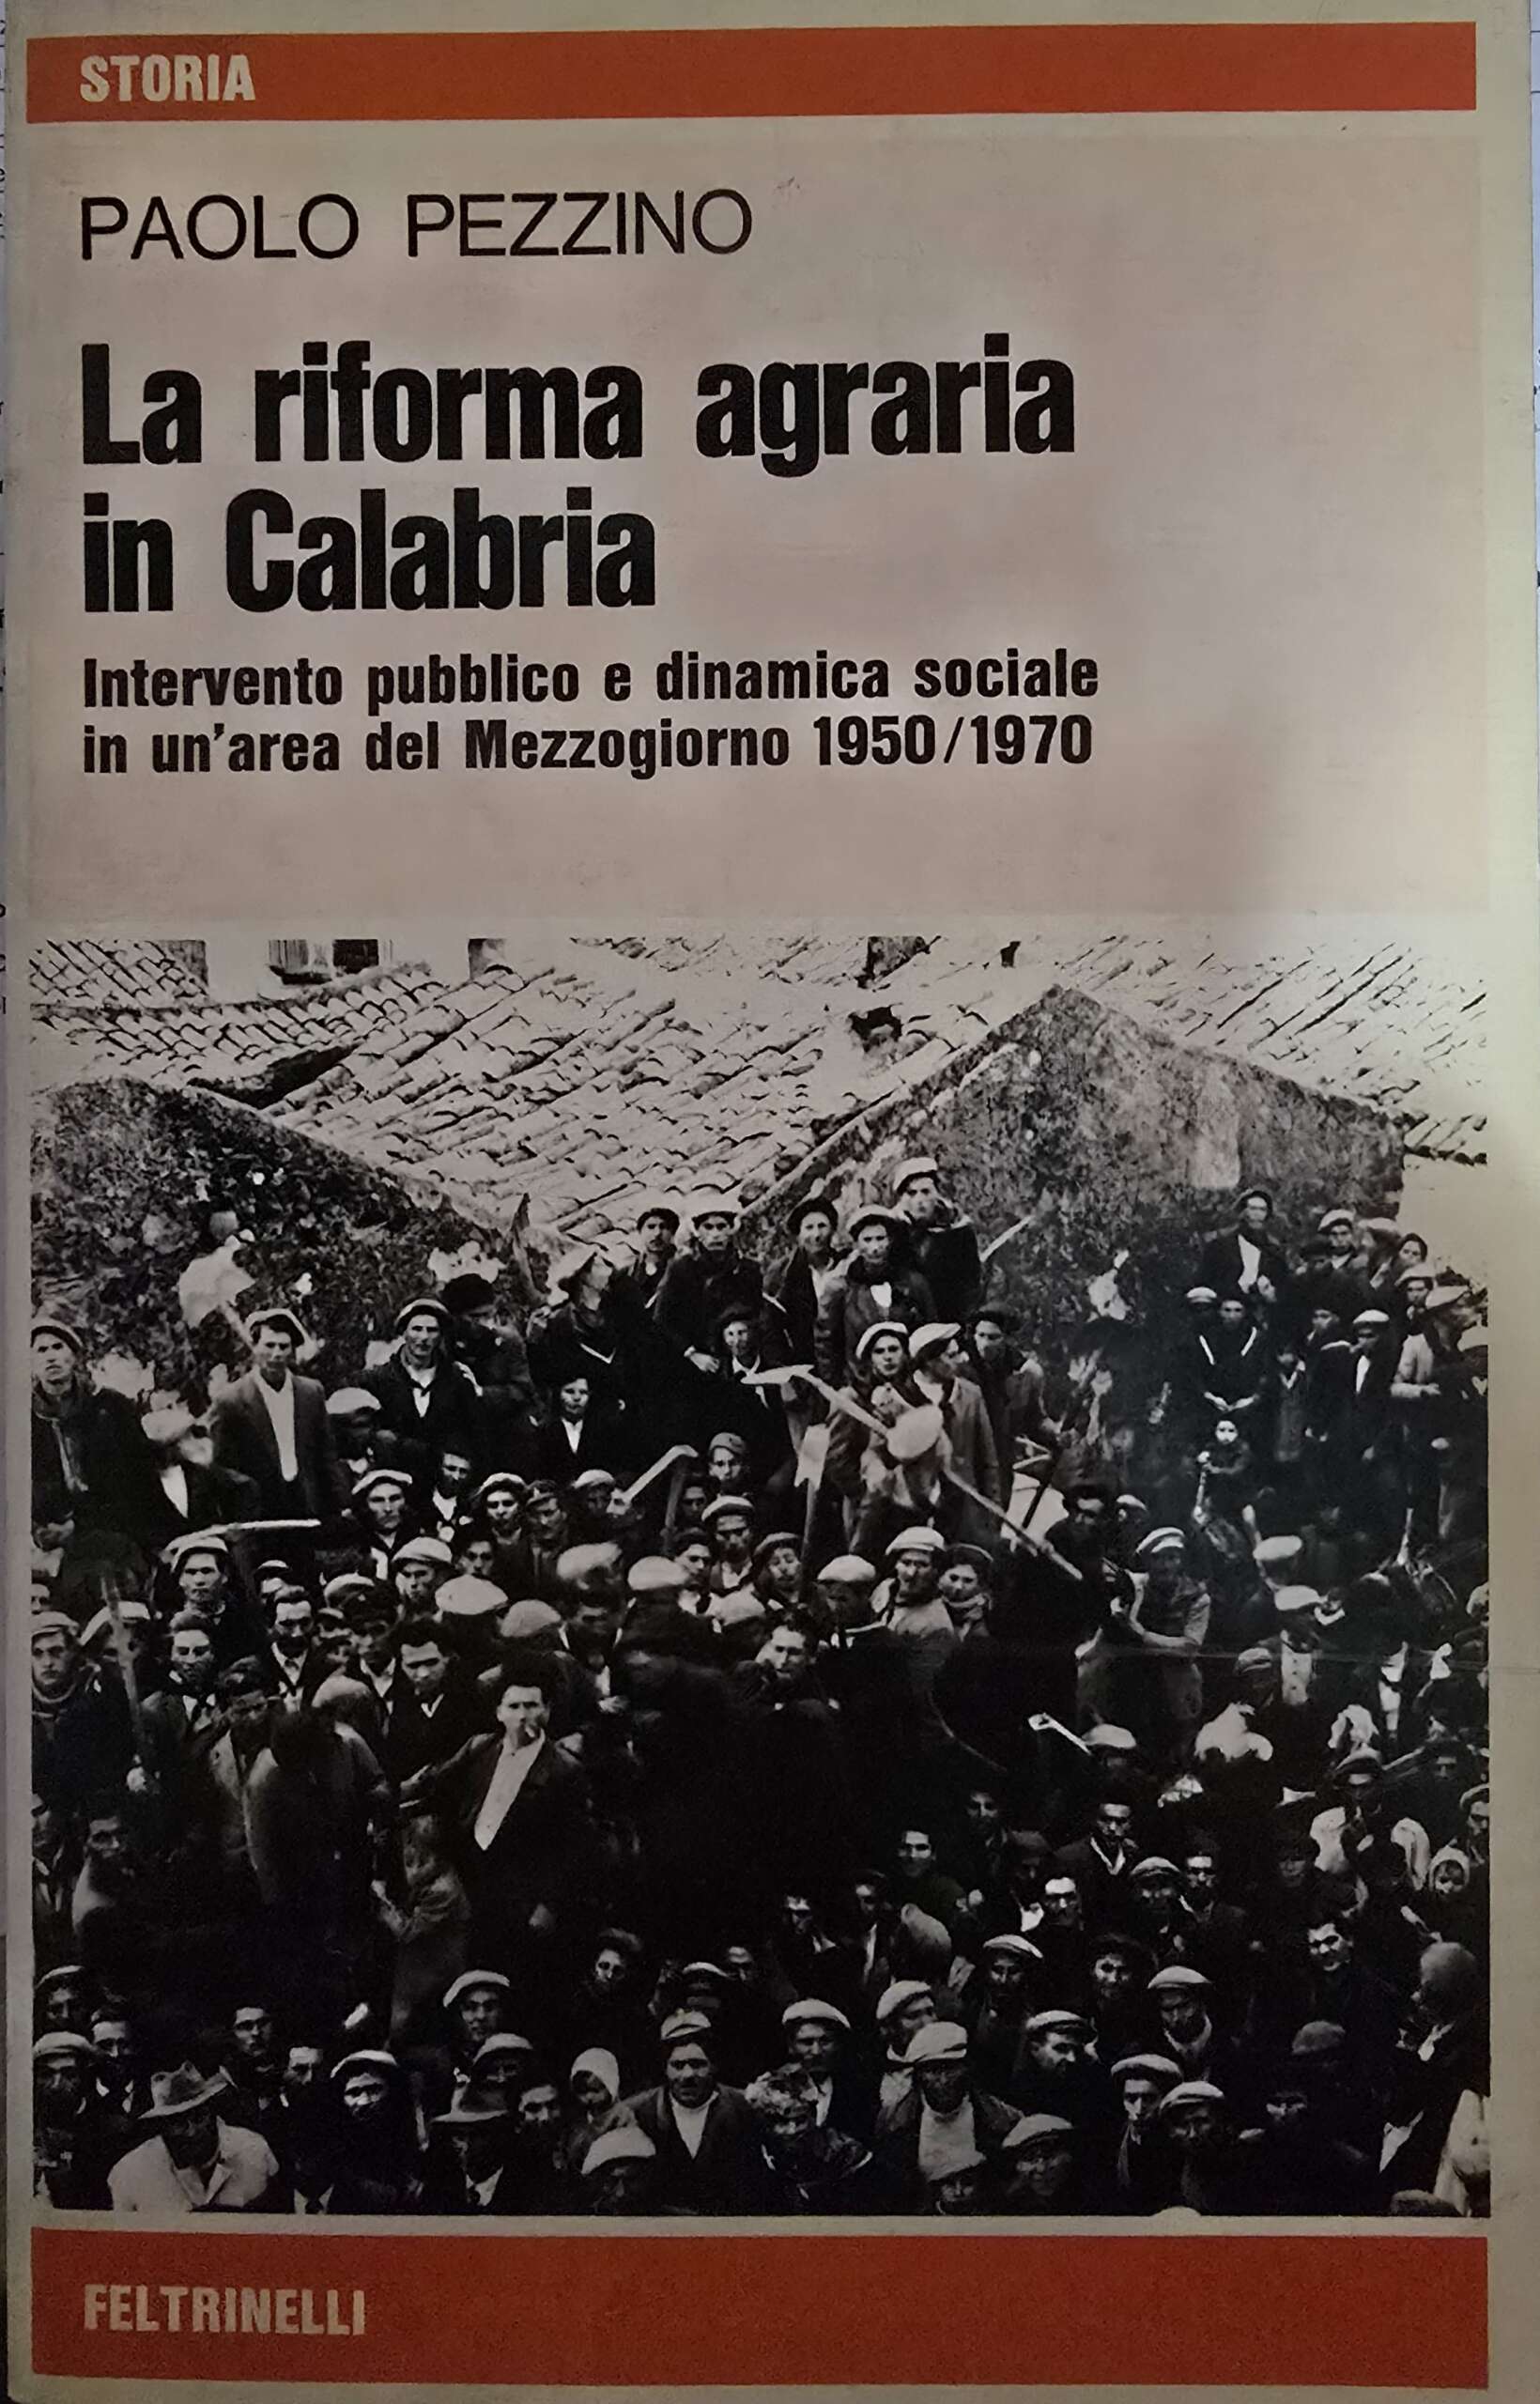 STORIA
PAOLO PEZZINO
La riforma agraria
in Calabria
Intervento pubblico e dinamica sociale
in un'area del Mezzogiorno 1950/1970
FELTRINELLI